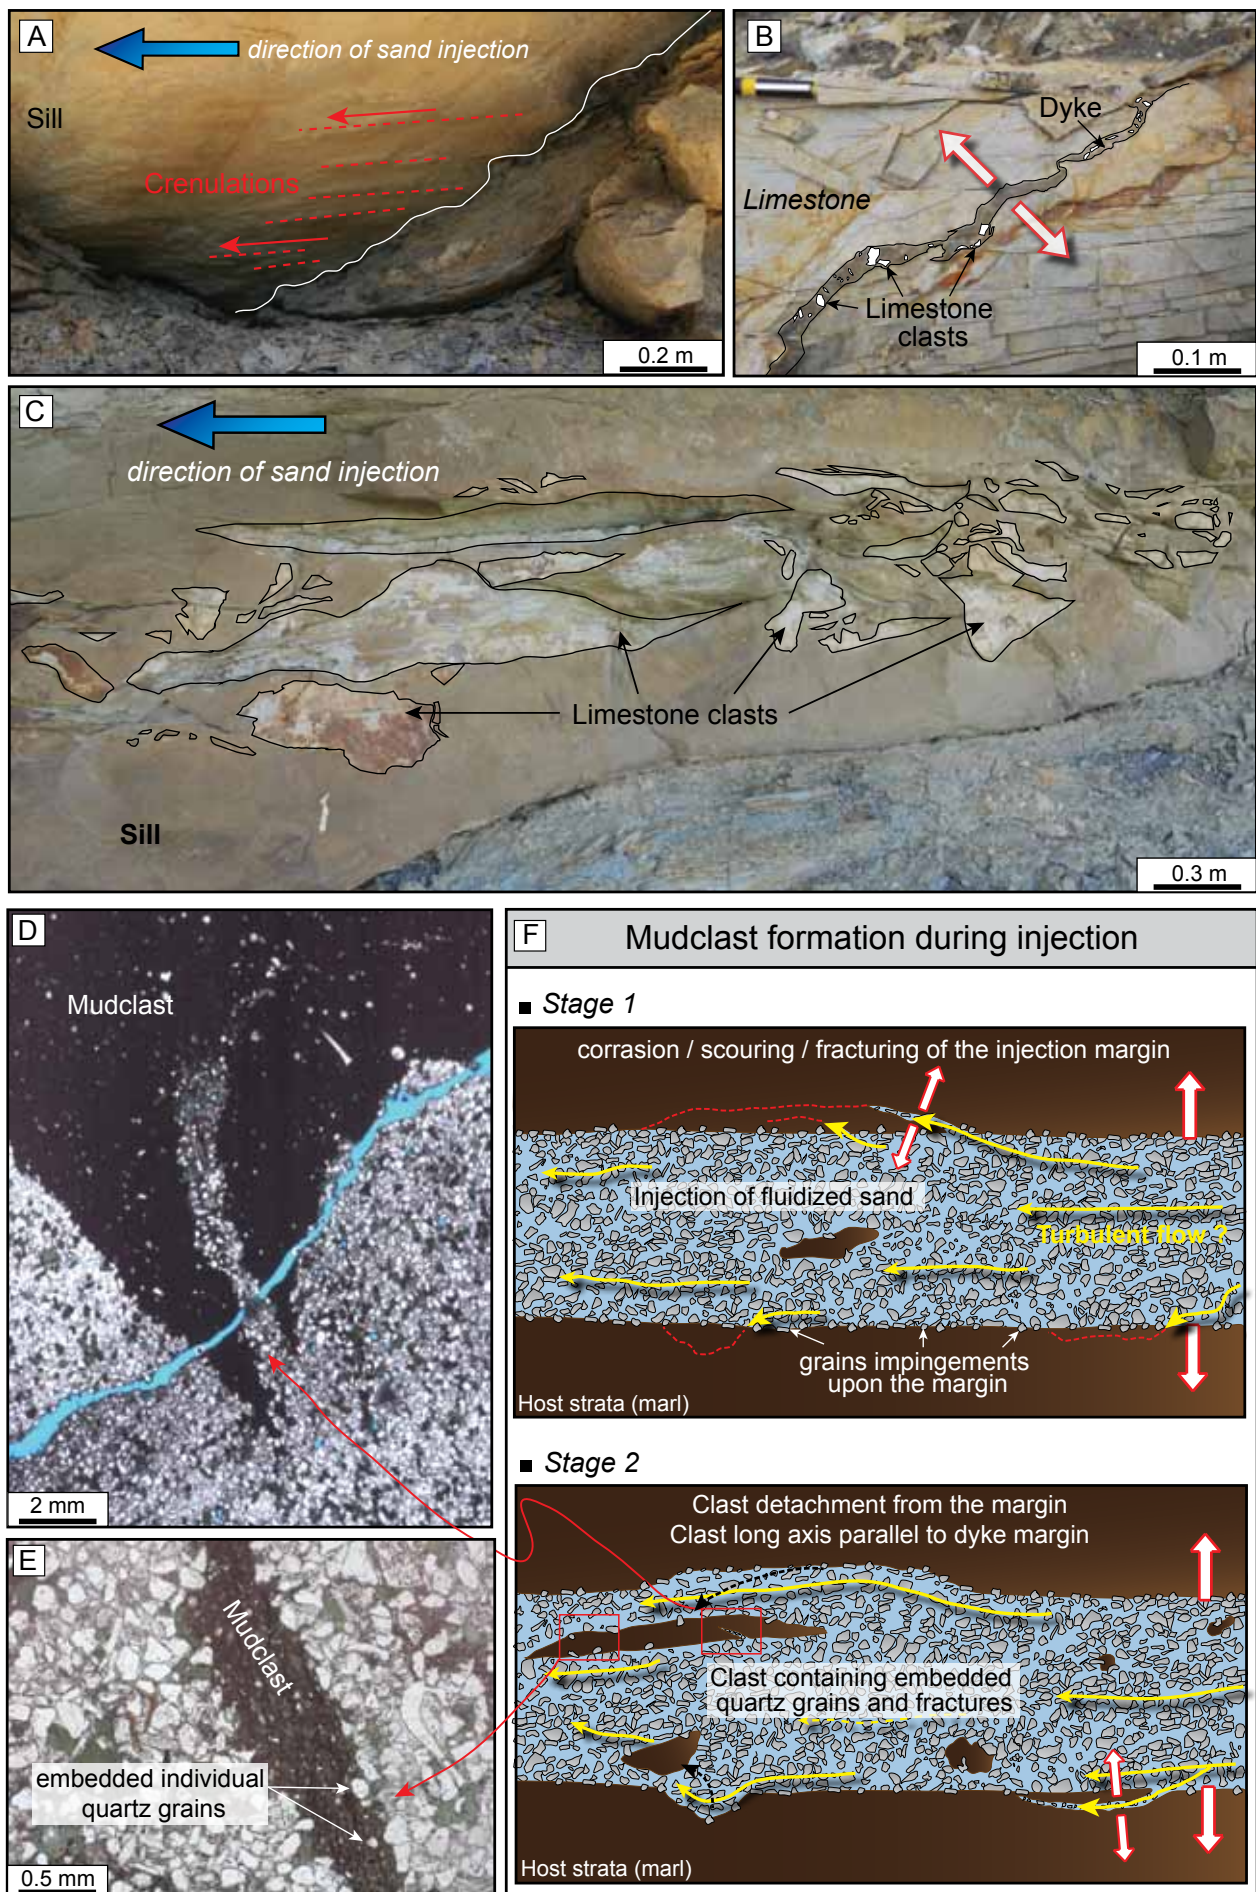 A
direction of sand injection
Sill
Crenulations
0.2 m
B
Dyke
Limestone
Limestone
clasts
0.1 m
C
direction of sand injection
Limestone clasts
Sill
0.3 m
D
Mudclast
2 mm
E
Mudclast
embedded individual
quartz grains
0.5 mm
F
Mudclast formation during injection
■ Stage 1
corrasion / scouring / fracturing of the injection margin
Injection of fluidized sand
Turbulent flow ?
grains impingements
upon the margin
Host strata (marl)
■ Stage 2
Clast detachment from the margin
Clast long axis parallel to dyke margin
Clast containing embedded
quartz grains and fractures
Host strata (marl)